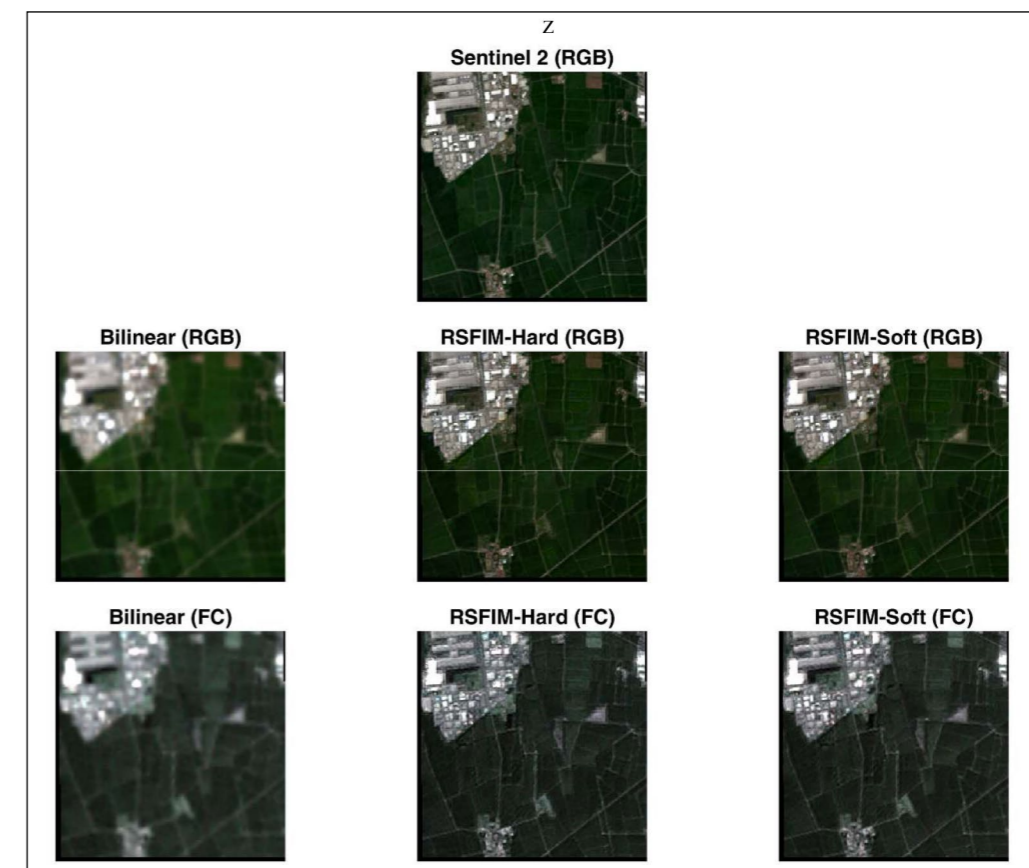 z
Sentinel 2 (RGB)
Bilinear (RGB) RSFIM-Hard (RGB) RSFIM-Soft (RGB)
Bilinear (FC) RSFIM-Hard (FC) RSFIM-Soft (FC)